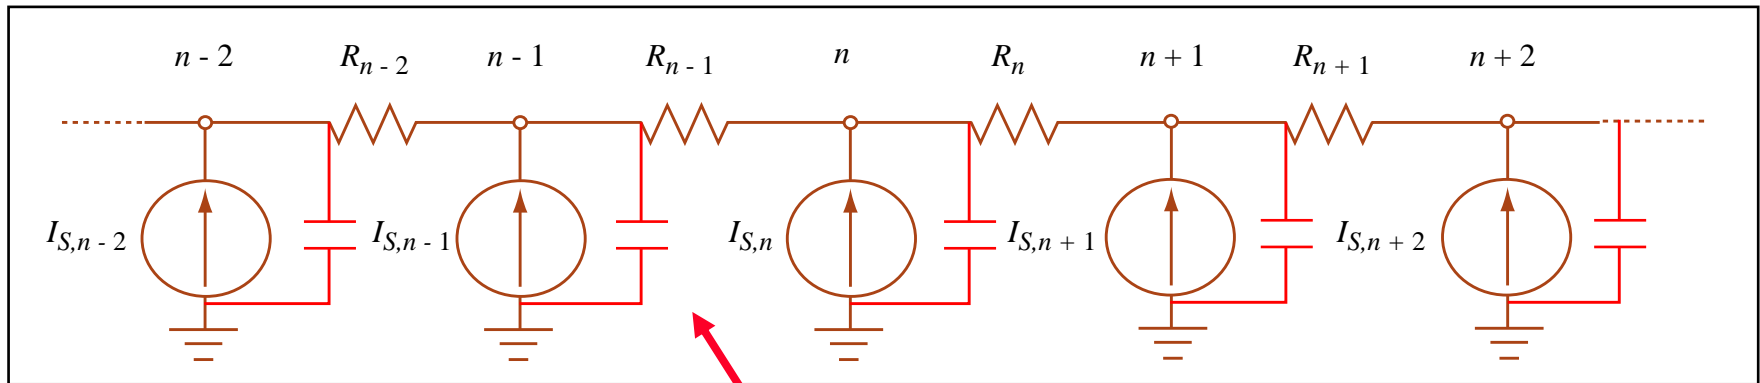 n - 2 R_{n - 2} n - 1 R_{n - 1} n R_n n + 1 R_{n + 1} n + 2
I_{S,n - 2} I_{S,n - 1} I_{S,n} I_{S,n + 1} I_{S,n + 2}